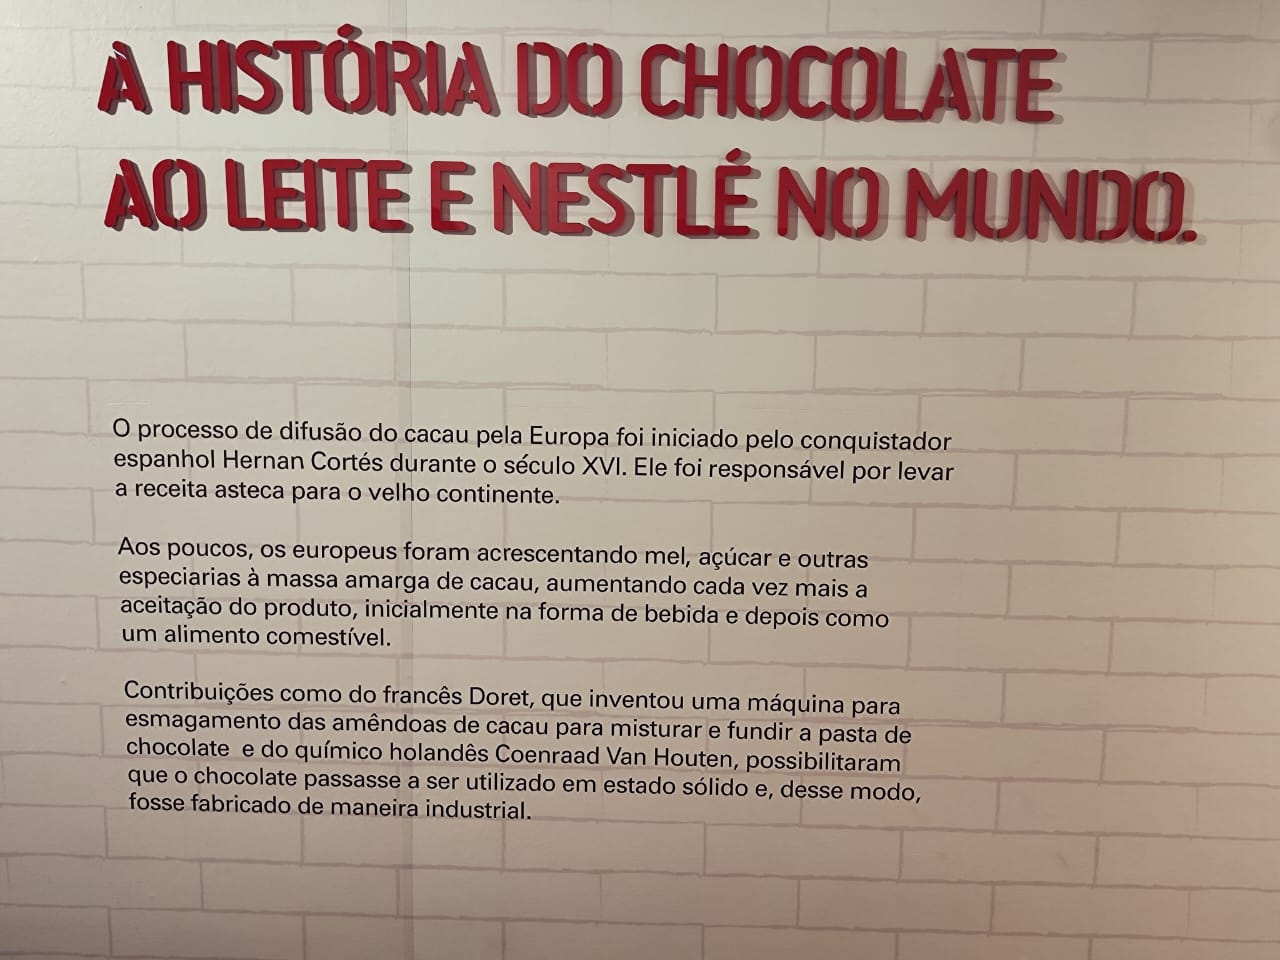 A HISTÓRIA DO CHOCOLATE
AO LEITE E NESTLÉ NO MUNDO.
O processo de difusão do cacau pela Europa foi iniciado pelo conquistador
espanhol Hernan Cortés durante o século XVI. Ele foi responsável por levar
a receita asteca para o velho continente.
Aos poucos, os europeus foram acrescentando mel, açúcar e outras
especiarias à massa amarga de cacau, aumentando cada vez mais a
aceitação do produto, inicialmente na forma de bebida e depois como
um alimento comestível.
Contribuições como do francês Doret, que inventou uma máquina para
esmagamento das amêndoas de cacau para misturar e fundir a pasta de
chocolate  e do químico holandês Coenraad Van Houten, possibilitaram
que o chocolate passasse a ser utilizado em estado sólido e, desse modo,
fosse fabricado de maneira industrial.